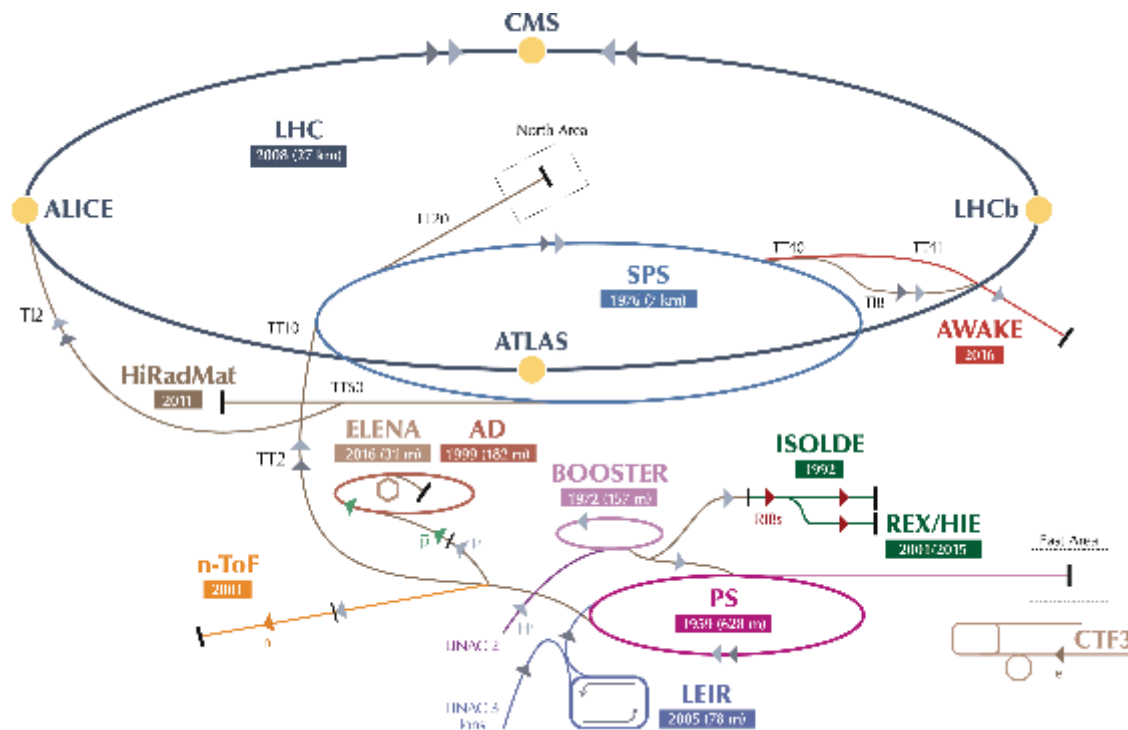 CMS
LHC
2008 (27 km)
North Area
ALICE
LHCb
TT20
TT40
TT41
SPS
1976 (7 km)
TI8
TI2
TT10
ATLAS
AWAKE
2016
HiRadMat
2011
TT60
ELENA
2016 (31 m)
AD
1999 (182 m)
TT2
BOOSTER
1972 (157 m)
ISOLDE
1992
RIBs
REX/HIE
2001/2015
East Area
p
n-ToF
2001
n
PS
1959 (628 m)
LINAC 2
CTF3
e
LEIR
2005 (78 m)
LINAC 3
Ions